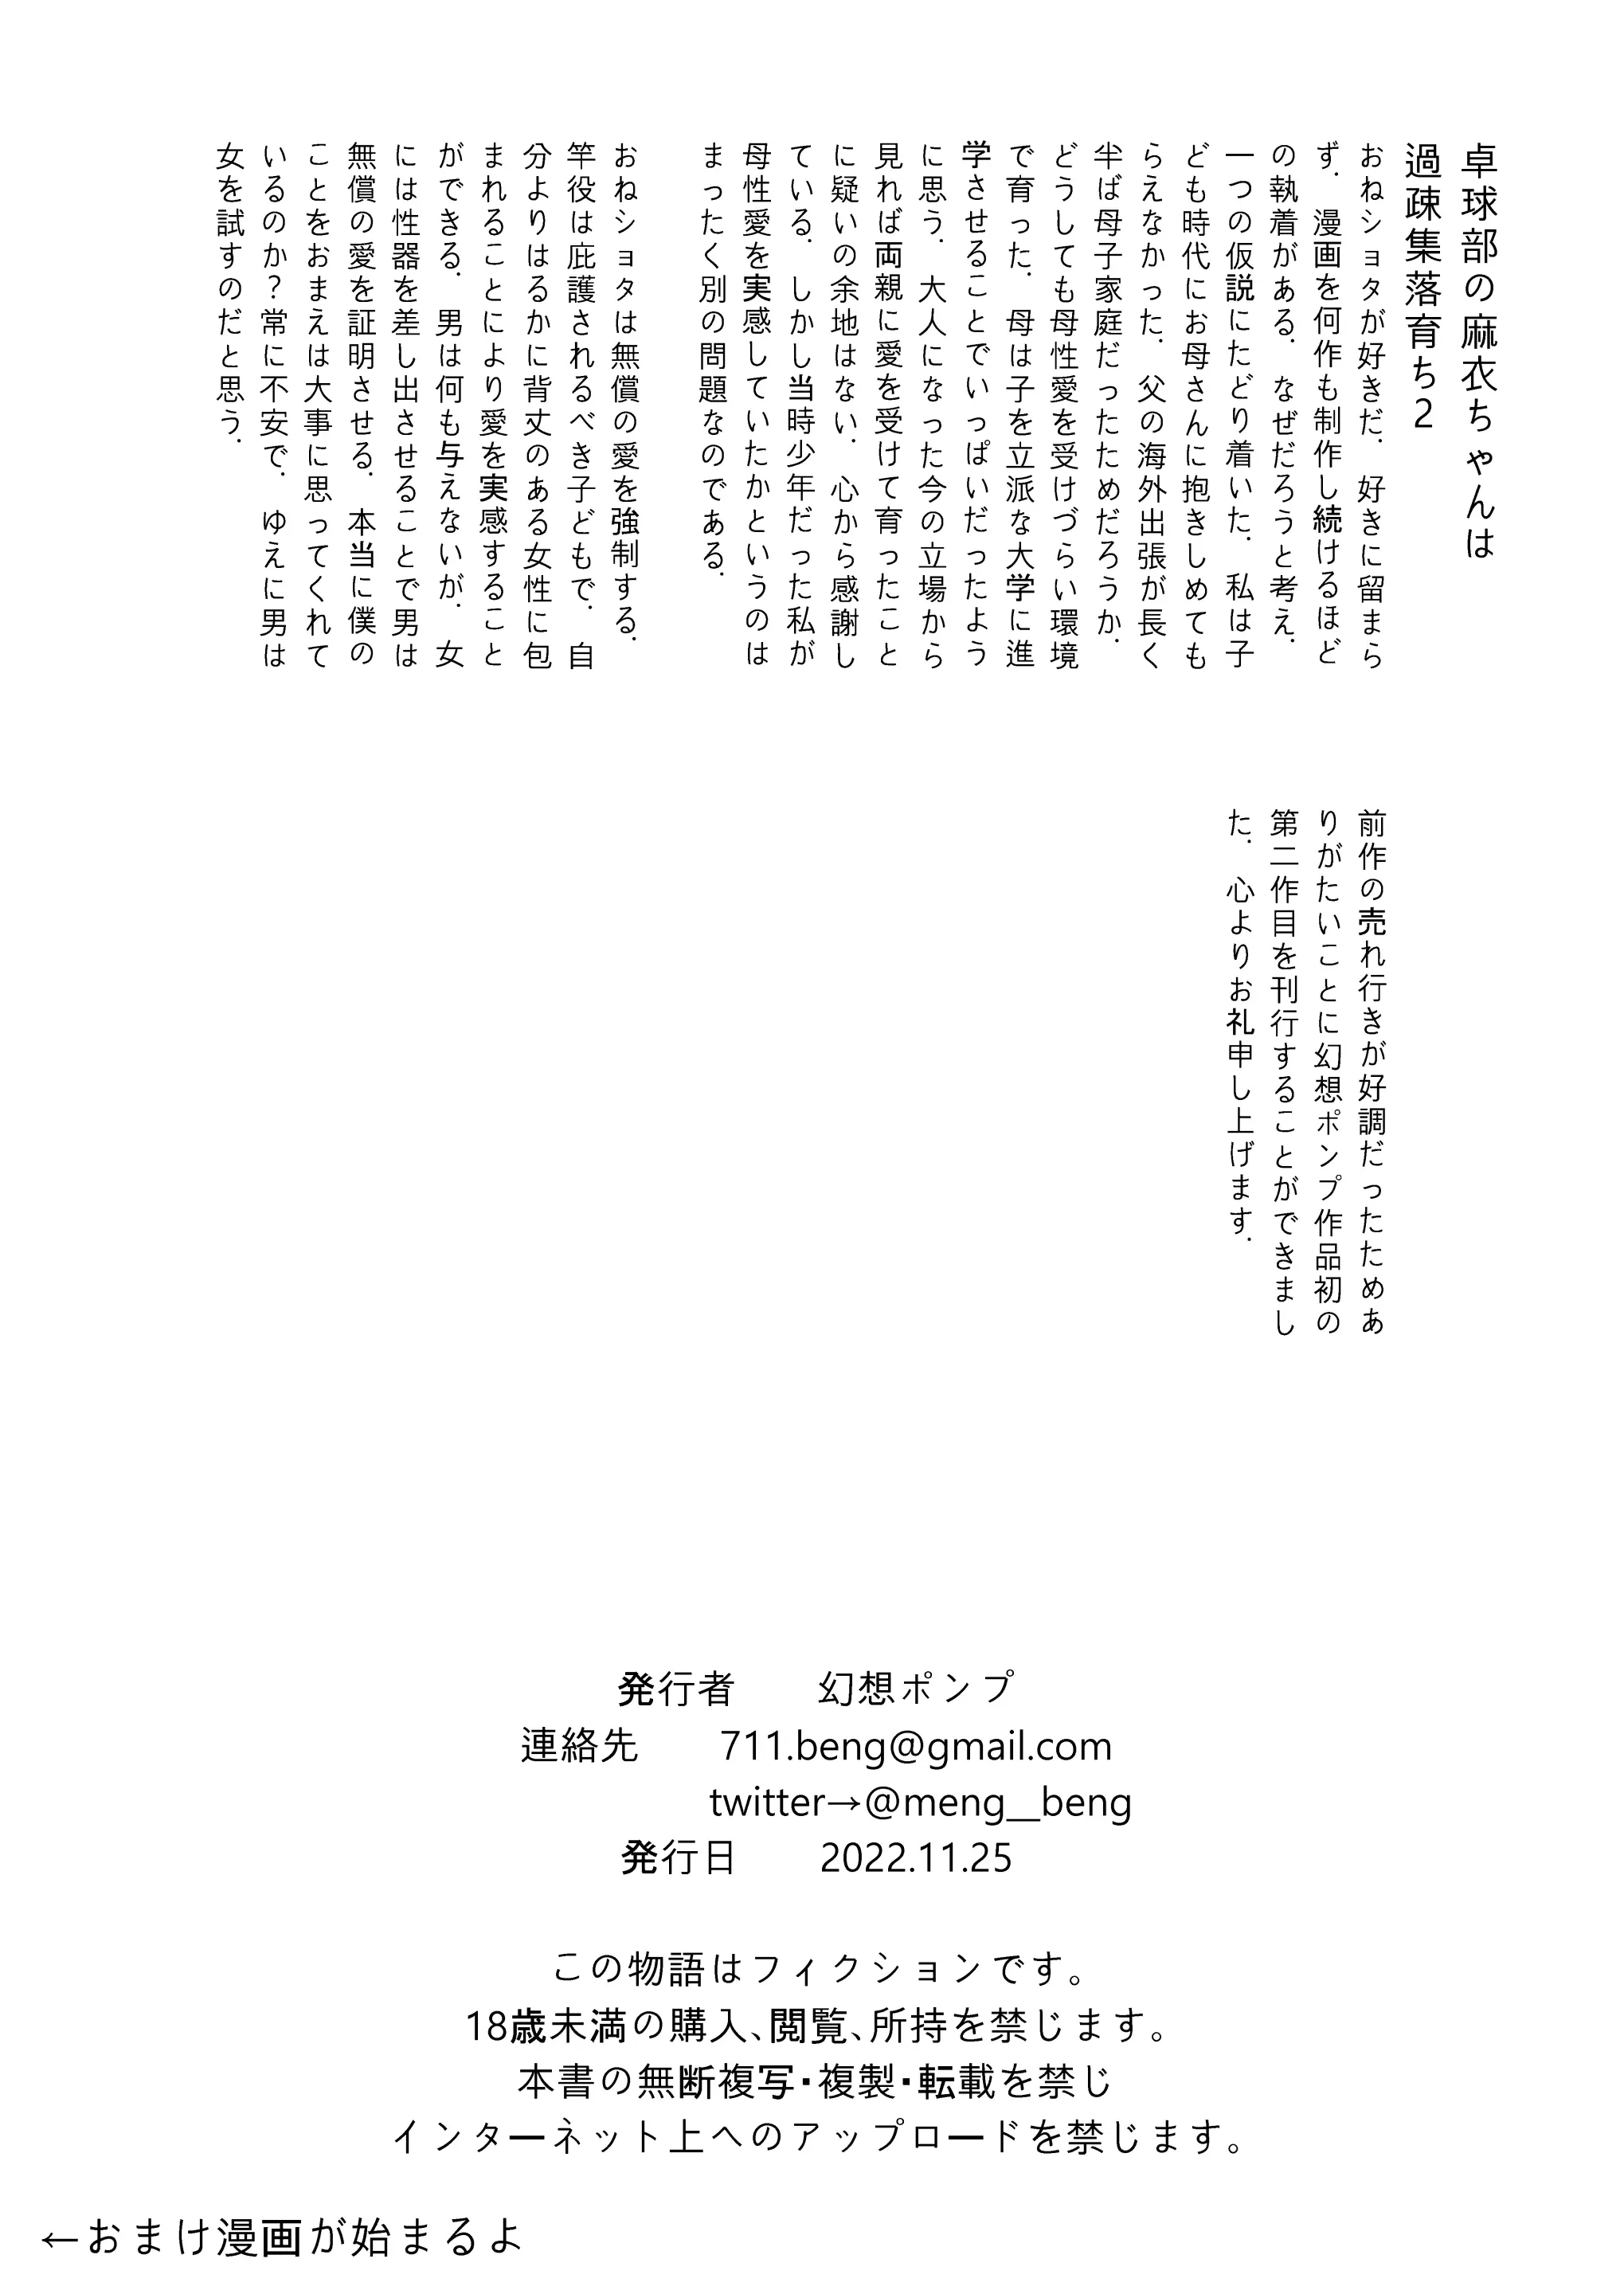 卓球部の麻衣ちゃんは
過疎集落育ち2
おねショタが好きだ．好きに留まら
ず．漫画を何作も制作し続けるほど
の執着がある．なぜだろうと考え．
一つの仮説にたどり着いた．私は子
ども時代にお母さんに抱きしめても
らえなかった．父の海外出張が長く
半ば母子家庭だったためだろうか．
どうしても母性愛を受けづらい環境
で育った．母は子を立派な大学に進
学させることでいっぱいだったよう
に思う．大人になった今の立場から
見れば両親に愛を受けて育ったこと
に疑いの余地はない．心から感謝し
ている．しかし当時少年だった私が
母性愛を実感していたかというのは
まったく別の問題なのである．
おねショタは無償の愛を強制する．
竿役は庇護されるべき子どもで．自
分よりはるかに背丈のある女性に包
まれることにより愛を実感すること
ができる．男は何も与えないが．女
には性器を差し出させることで男は
無償の愛を証明させる．本当に僕の
ことをおまえは大事に思ってくれて
いるのか？常に不安で．ゆえに男は
女を試すのだと思う．
前作の売れ行きが好調だったためあ
りがたいことに幻想ポンプ作品初の
第二作目を刊行することができまし
た．心よりお礼申し上げます．
発行者　　幻想ポンプ
連絡先　　711.beng@gmail.com
twitter→@meng__beng
発行日　　2022.11.25
この物語はフィクションです。
18歳未満の購入、閲覧、所持を禁じます。
本書の無断複写・複製・転載を禁じ
インターネット上へのアップロードを禁じます。
←おまけ漫画が始まるよ